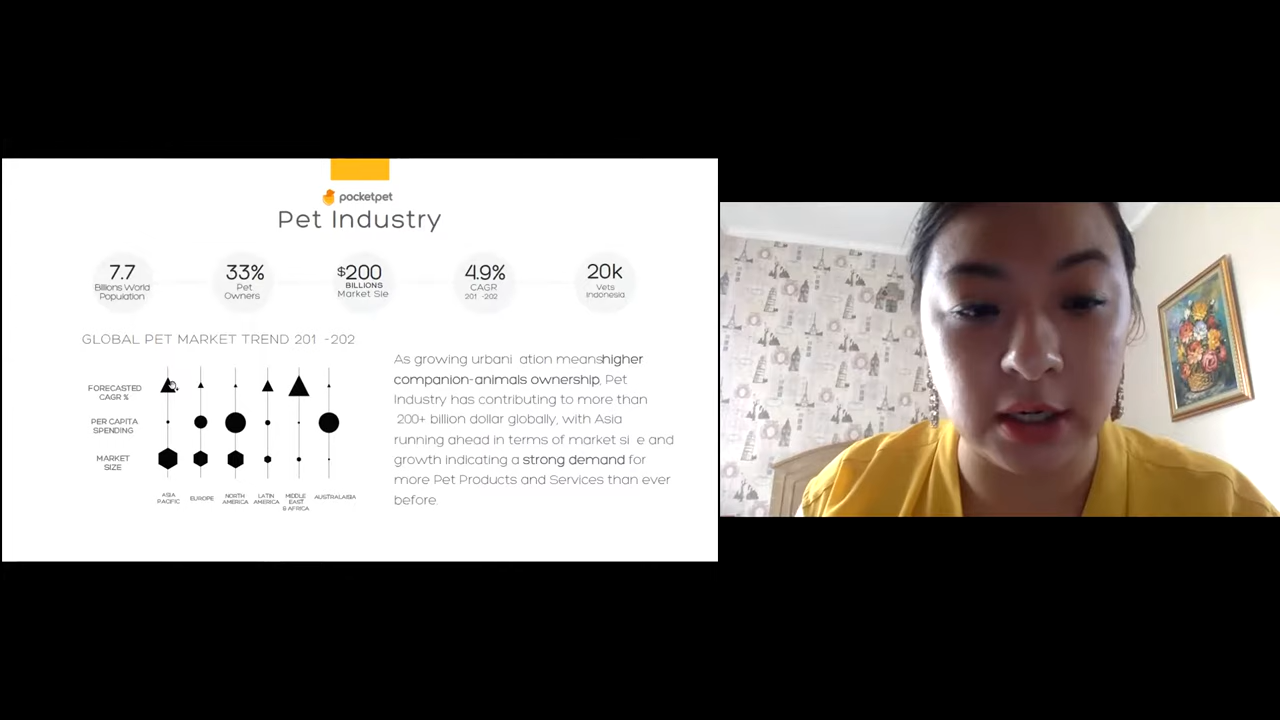 pocketpet
Pet Industry
7.7
Billions World
Population
33%
Pet
Owners
$200
BILLIONS
Market Sie
4.9%
CAGR
201 -202
20k
Vets
Indonesia
GLOBAL PET MARKET TREND 201 -202
FORECASTED
CAGR %
PER CAPITA
SPENDING
MARKET
SIZE
ASIA
PACIFIC
EUROPE
NORTH
AMERICA
LATIN
AMERICA
MIDDLE
EAST
& AFRICA
AUSTRALASIA
As growing urbani ation meanshigher
companion-animals ownership, Pet
Industry has contributing to more than
200+ billion dollar globally, with Asia
running ahead in terms of market si e and
growth indicating a strong demand for
more Pet Products and Services than ever
before.